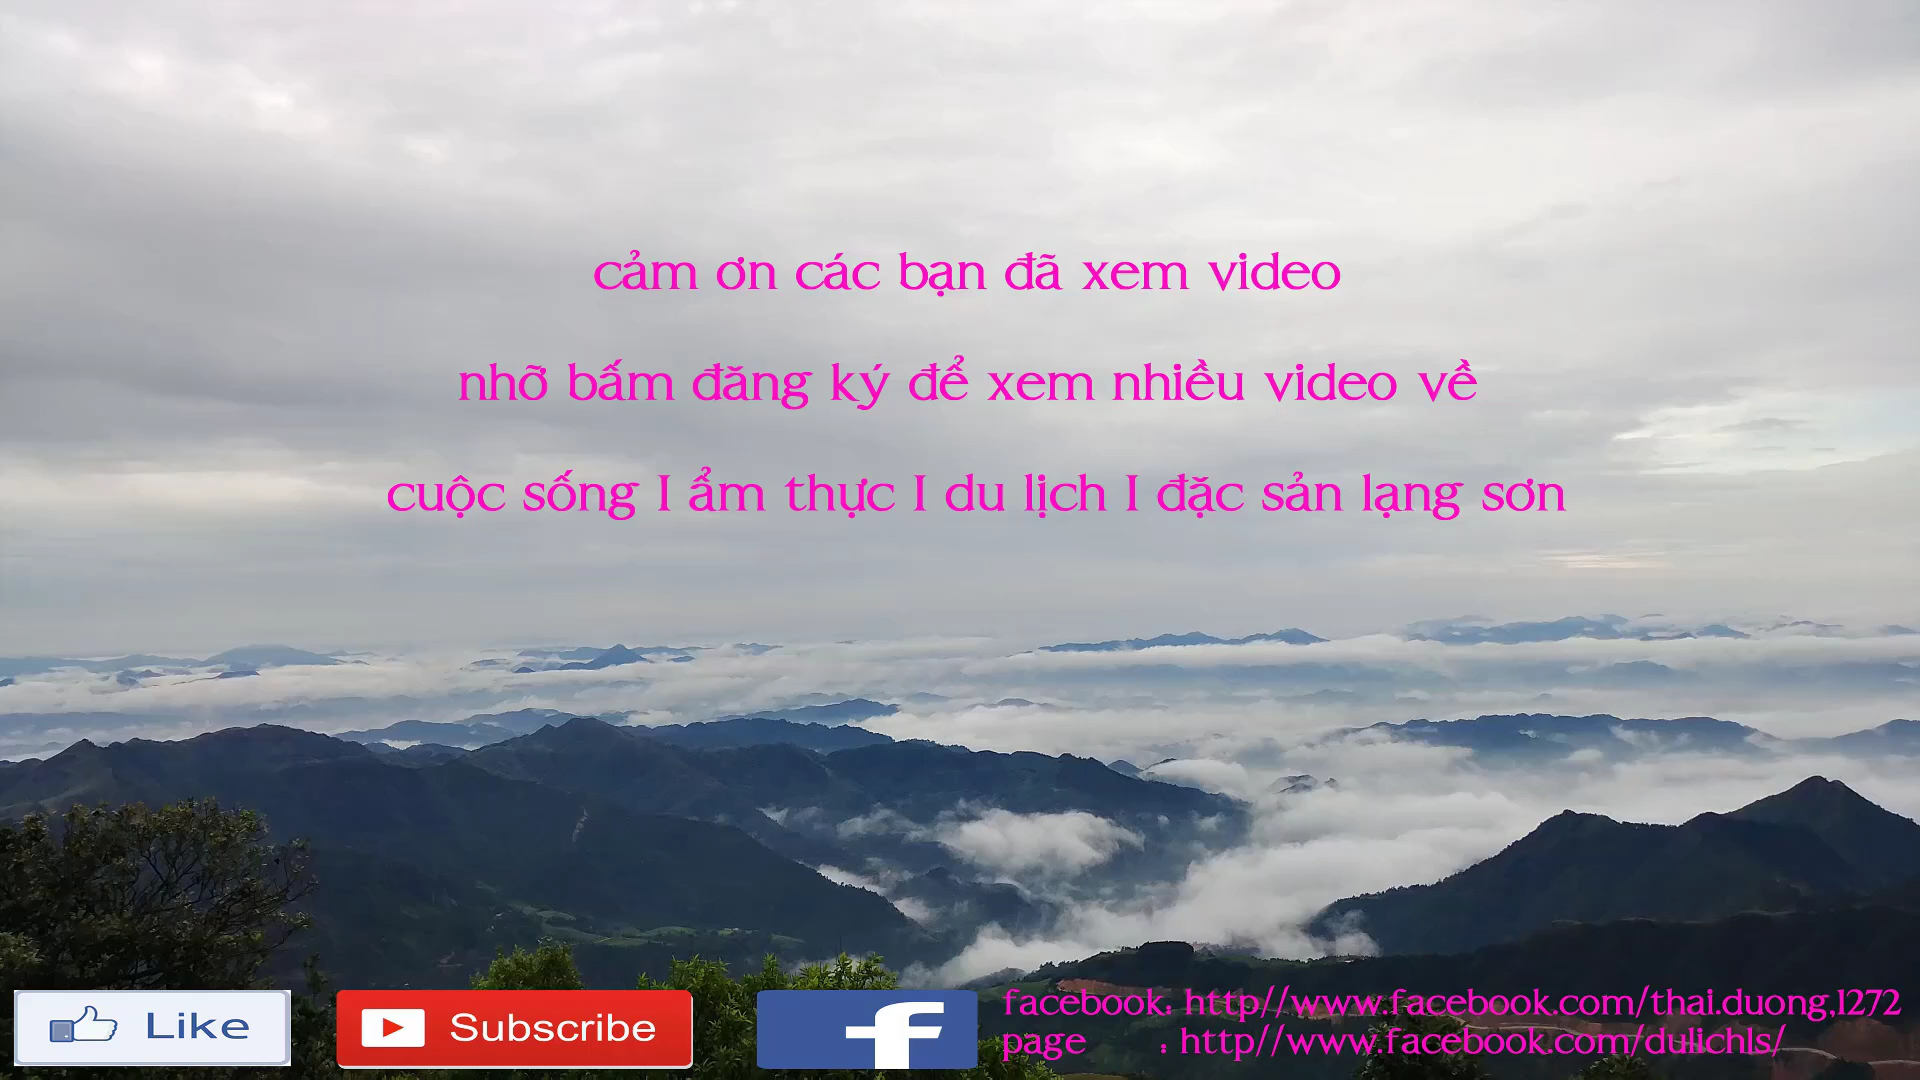 cảm ơn các bạn đã xem video
nhỡ bấm đăng ký để xem nhiều video về
cuộc sống I ẩm thực I du lịch I đặc sản lạng sơn
Like
Subscribe
f
facebook: http//www.facebook.com/thai.duong,1272
page : http//www.facebook.com/dulichls/